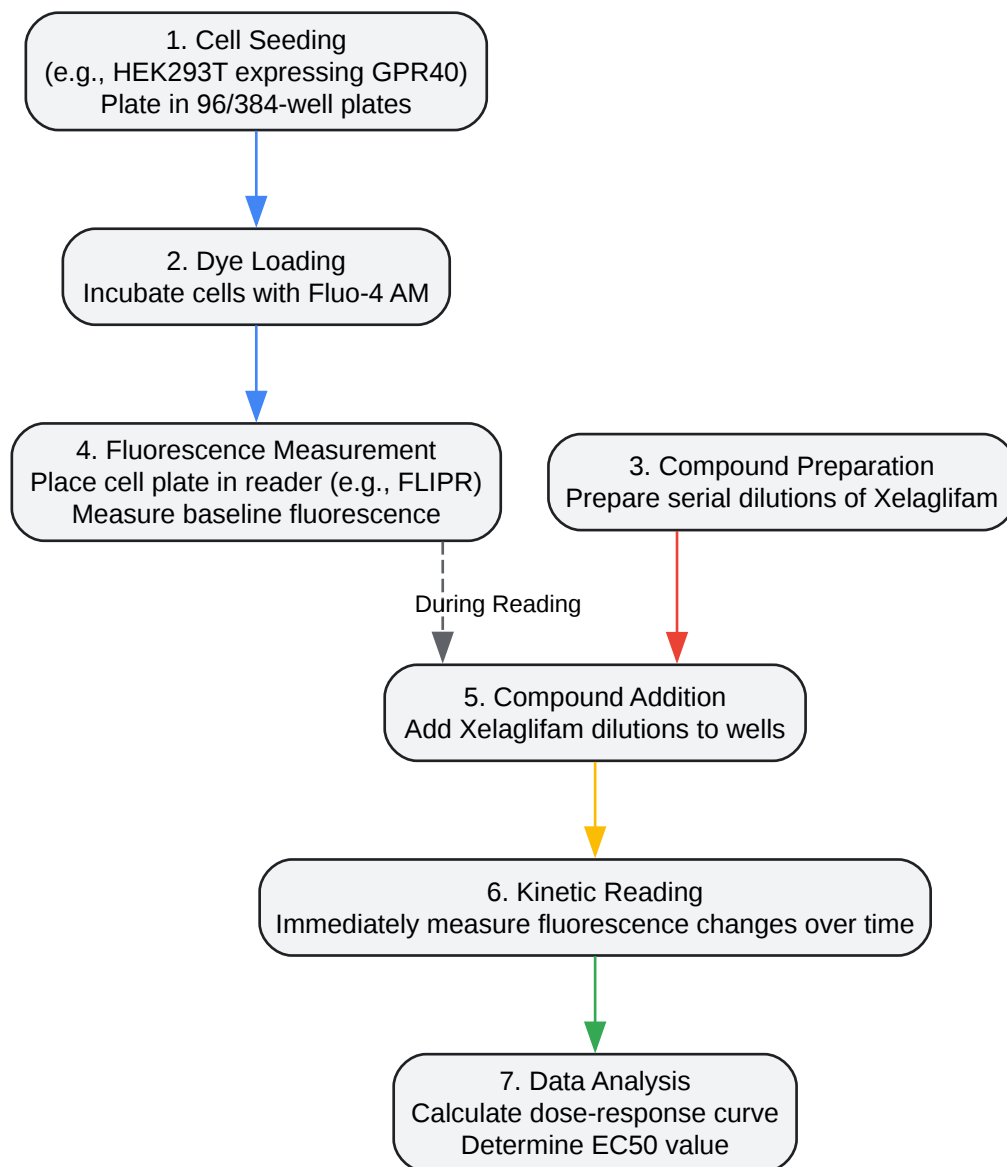 1. Cell Seeding
(e.g., HEK293T expressing GPR40)
Plate in 96/384-well plates
2. Dye Loading
Incubate cells with Fluo-4 AM
4. Fluorescence Measurement
Place cell plate in reader (e.g., FLIPR)
Measure baseline fluorescence
3. Compound Preparation
Prepare serial dilutions of Xelaglifam
During Reading
5. Compound Addition
Add Xelaglifam dilutions to wells
6. Kinetic Reading
Immediately measure fluorescence changes over time
7. Data Analysis
Calculate dose-response curve
Determine EC50 value